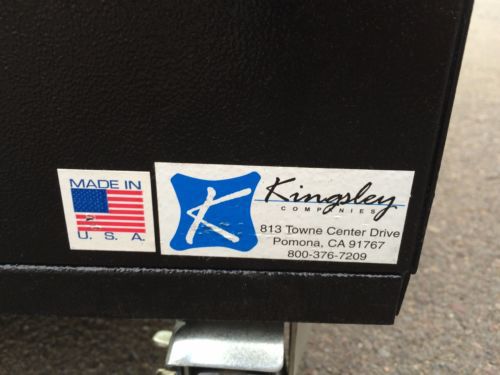 MADE IN
U. S. A.
K
Kingsley
COMPANIES
813 Towne Center Drive
Pomona, CA 91767
800-376-7209